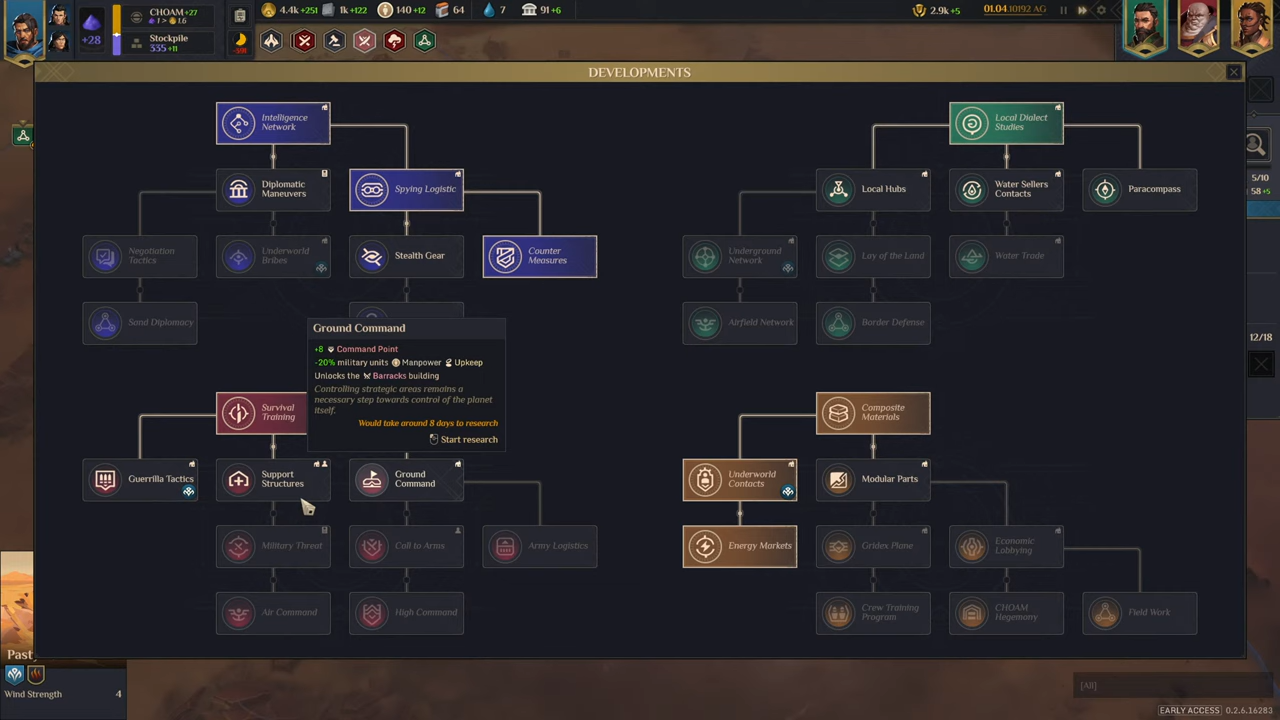 CHOAM+27
1 > 1.6
+28
Stockpile
335+11
4.4k+251
1k+122
140+12
64
7
91+6
2.9k+5
01.04.10192 AG
DEVELOPMENTS
Intelligence
Network
Diplomatic
Maneuvers
Spying Logistic
Negotiation
Tactics
Underworld
Bribes
Stealth Gear
Counter
Measures
Sand Diplomacy
Local Dialect
Studies
Local Hubs
Water Sellers
Contacts
Paracompass
Underground
Network
Lay of the Land
Water Trade
Airfield Network
Border Defense
5/10
58+5
12/18
Ground Command
+8 Command Point
-20% military units Manpower Upkeep
Unlocks the Barracks building
Controlling strategic areas remains a
necessary step towards control of the planet
itself.
Would take around 8 days to research
Start research
Survival
Training
Guerrilla Tactics
Support
Structures
Ground
Command
Military Threat
Call to Arms
Army Logistics
Air Command
High Command
Composite
Materials
Underworld
Contacts
Modular Parts
Energy Markets
Gridex Plane
Economic
Lobbying
Crew Training
Program
CHOAM
Hegemony
Field Work
Past
Wind Strength 4
[All]
EARLY ACCESS 0.2.6.16283